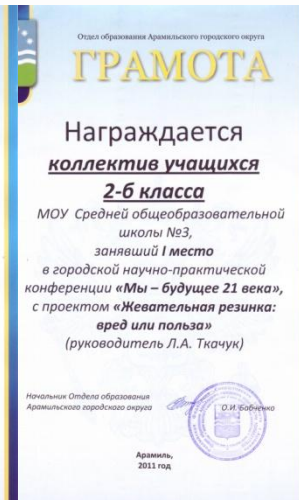 Отдел образования Арамильского городского округа
ГРАМОТА
Награждается
коллектив учащихся
2-б класса
МОУ Средней общеобразовательной
школы №3,
занявший I место
в городской научно-практической
конференции «Мы – будущее 21 века»,
с проектом «Жевательная резинка:
вред или польза»
(руководитель Л.А. Ткачук)
Начальник Отдела образования
Арамильского городского округа
О.И. Бабченко
Арамиль,
2011 год